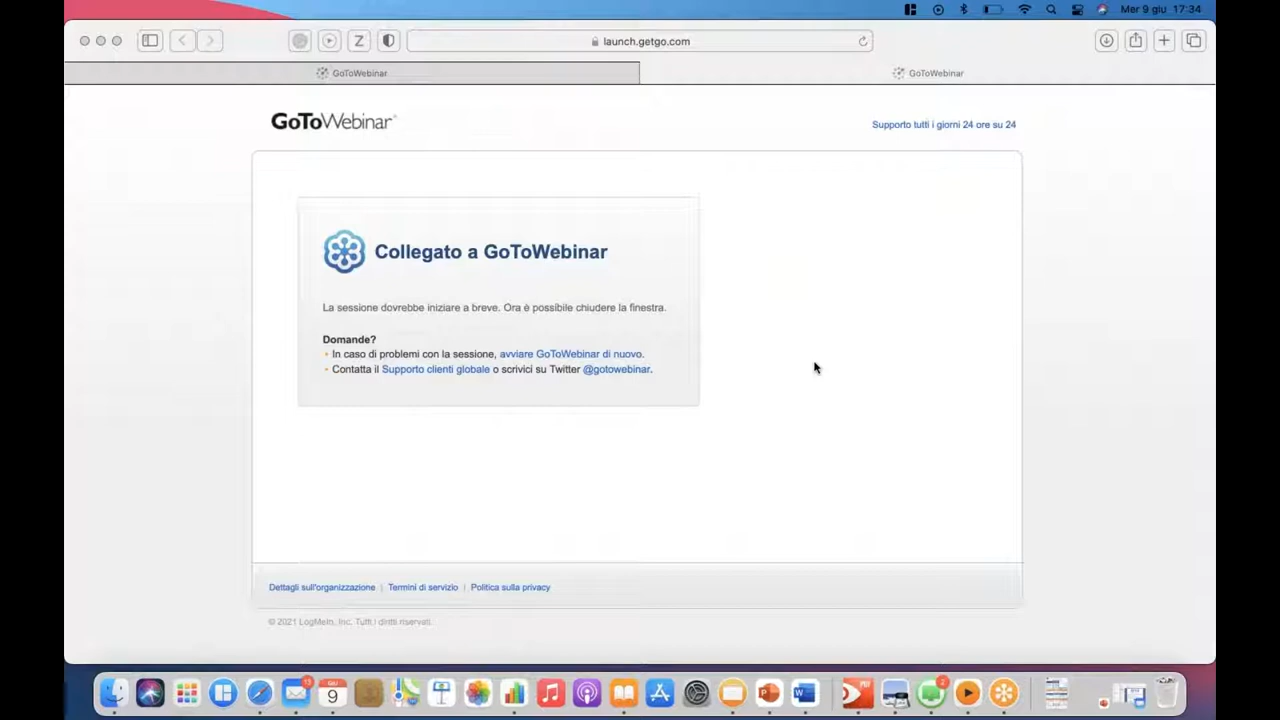 Mer 9 giu 17:34
Z
launch.getgo.com
GoToWebinar
GoToWebinar
GoToWebinar
Supporto tutti i giorni 24 ore su 24
Collegato a GoToWebinar
La sessione dovrebbe iniziare a breve. Ora è possibile chiudere la finestra.
Domande?
In caso di problemi con la sessione, avviare GoToWebinar di nuovo.
Contatta il Supporto clienti globale o scrivici su Twitter @gotowebinar.
Dettagli sull'organizzazione | Termini di servizio | Politica sulla privacy
© 2021 LogMeIn, Inc. Tutti i diritti riservati.
9
P
W